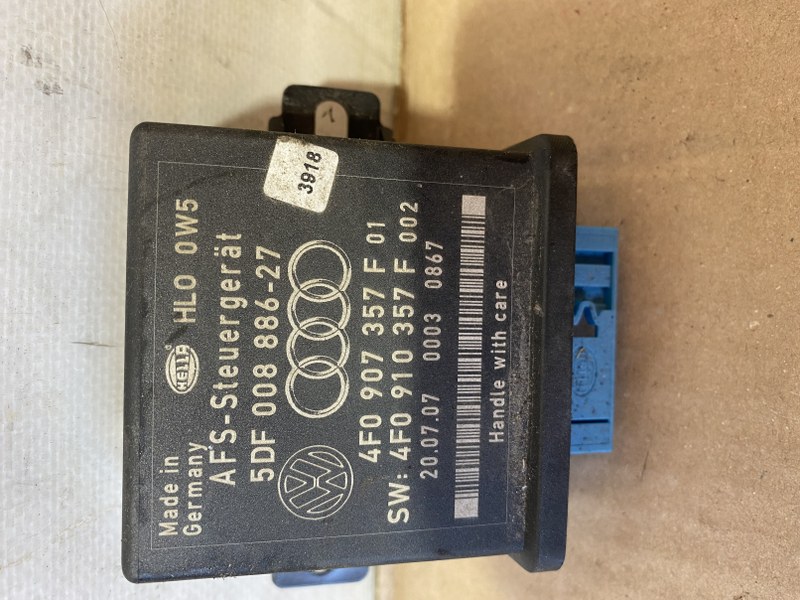 3918
Made in
Germany
HELLA
HLO 0W5
AFS-Steuergerät
5DF 008 886-27
4F0 907 357 F 01
SW: 4F0 910 357 F 002
20.07.07 0003 0867
Handle with care